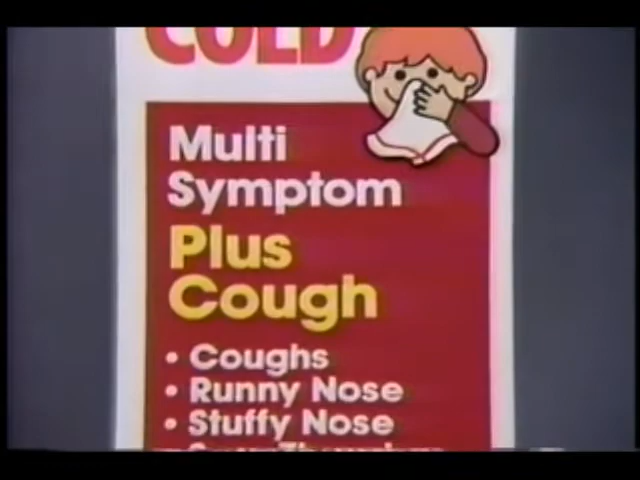 COLD
Multi
Symptom
Plus
Cough
• Coughs
• Runny Nose
• Stuffy Nose